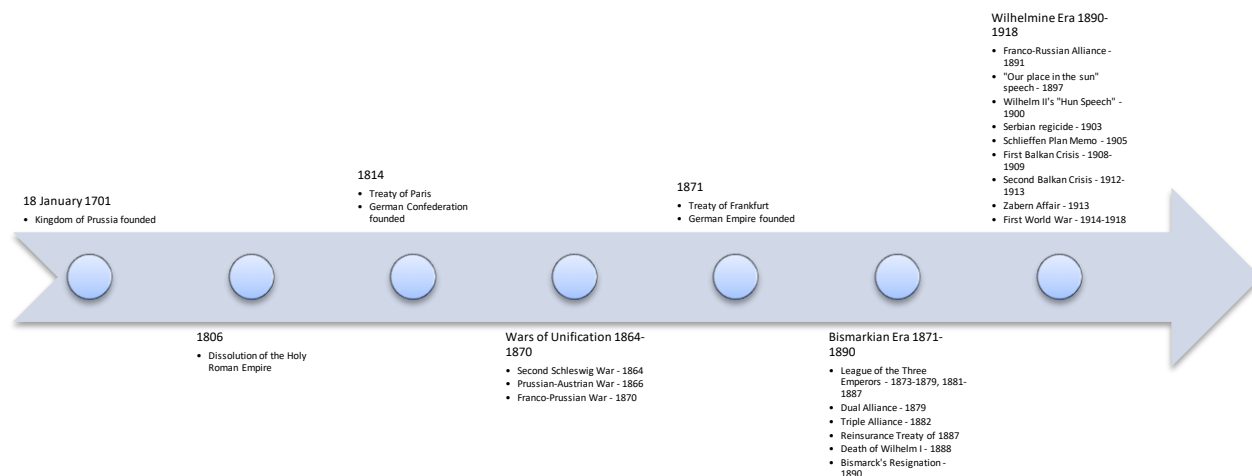 18 January 1701
• Kingdom of Prussia founded
1806
• Dissolution of the Holy
Roman Empire
1814
• Treaty of Paris
• German Confederation
founded
Wars of Unification 1864-
1870
• Second Schleswig War - 1864
• Prussian-Austrian War - 1866
• Franco-Prussian War - 1870
1871
• Treaty of Frankfurt
• German Empire founded
Bismarkian Era 1871-
1890
• League of the Three
Emperors - 1873-1879, 1881-
1887
• Dual Alliance - 1879
• Triple Alliance - 1882
• Reinsurance Treaty of 1887
• Death of Wilhelm I - 1888
• Bismarck's Resignation -
1890
Wilhelmine Era 1890-
1918
• Franco-Russian Alliance -
1891
• "Our place in the sun"
speech - 1897
• Wilhelm II's "Hun Speech" -
1900
• Serbian regicide - 1903
• Schlieffen Plan Memo - 1905
• First Balkan Crisis - 1908-
1909
• Second Balkan Crisis - 1912-
1913
• Zabern Affair - 1913
• First World War - 1914-1918